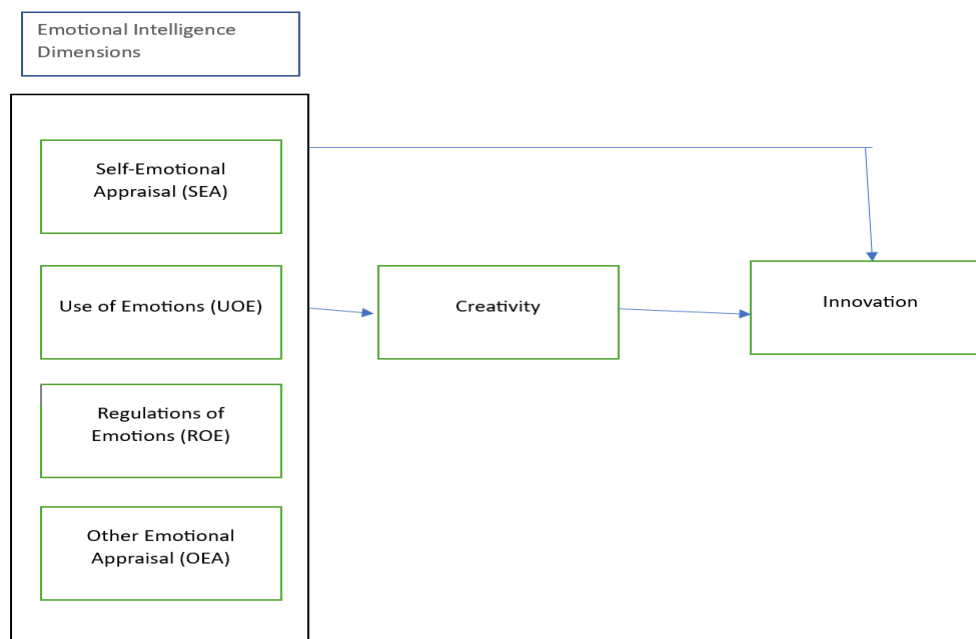 Emotional Intelligence
Dimensions
Self-Emotional
Appraisal (SEA)
Use of Emotions (UOE)
Creativity
Innovation
Regulations of
Emotions (ROE)
Other Emotional
Appraisal (OEA)